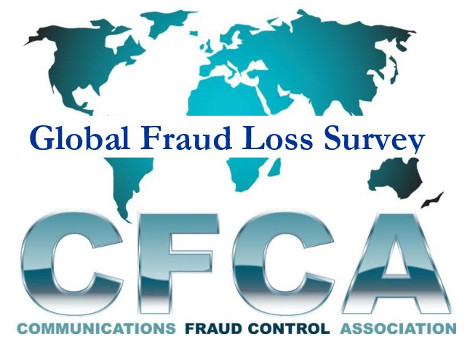 Global Fraud Loss Survey
CFCA
COMMUNICATIONS FRAUD CONTROL ASSOCIATION